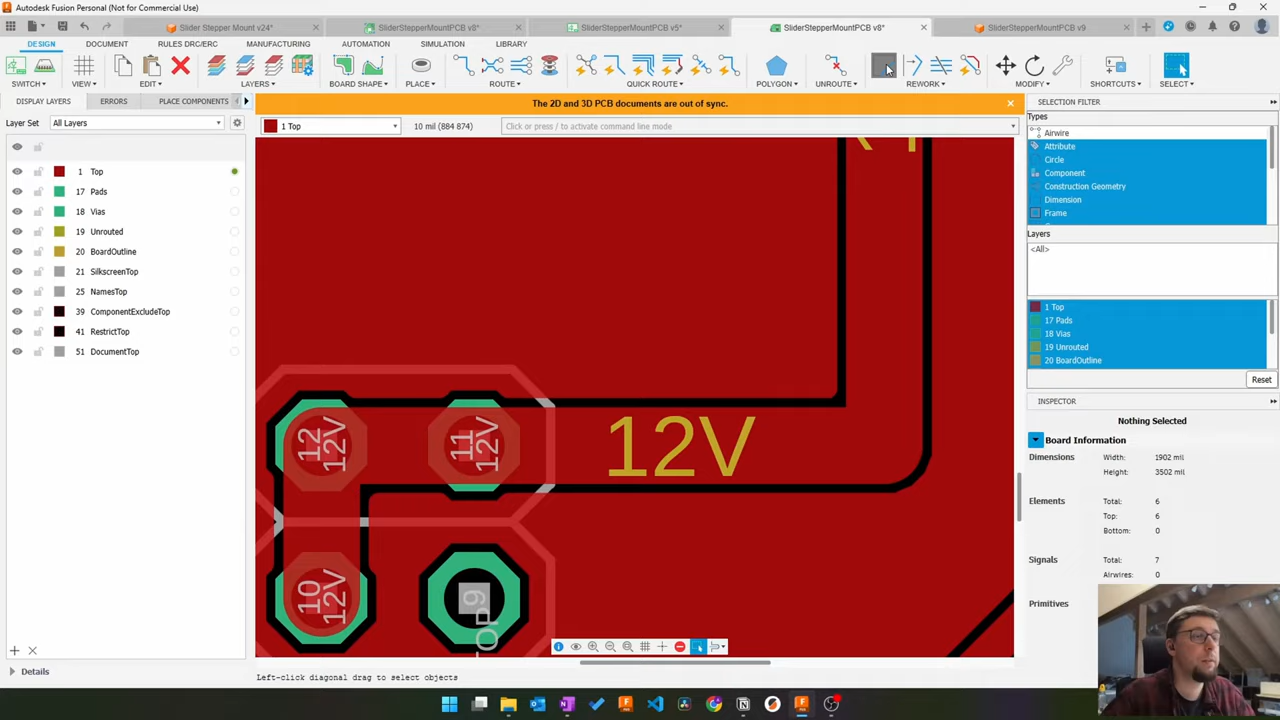 Autodesk Fusion Personal (Not for Commercial Use)
Slider Stepper Mount v24*
SliderStepperMountPCB v8*
SliderStepperMountPCB v5*
SliderStepperMountPCB v8*
SliderStepperMountPCB v9
DESIGN
DOCUMENT
RULES DRC/ERC
MANUFACTURING
AUTOMATION
SIMULATION
LIBRARY
SWITCH
VIEW
EDIT
LAYERS
BOARD SHAPE
PLACE
ROUTE
QUICK ROUTE
POLYGON
UNROUTE
REWORK
MODIFY
SHORTCUTS
SELECT
DISPLAY LAYERS
ERRORS
PLACE COMPONENTS
The 2D and 3D PCB documents are out of sync.
SELECTION FILTER
Layer Set
All Layers
1 Top
10 mil (884 874)
Click or press / to activate command line mode
Types
Airwire
Attribute
Circle
Component
Construction Geometry
Dimension
Frame
1 Top
17 Pads
18 Vias
19 Unrouted
20 BoardOutline
21 SilkscreenTop
25 NamesTop
39 ComponentExcludeTop
41 RestrictTop
51 DocumentTop
Layers
<All>
1 Top
17 Pads
18 Vias
19 Unrouted
20 BoardOutline
Reset
INSPECTOR
Nothing Selected
Board Information
Dimensions
Width: 1902 mil
Height: 3502 mil
Elements
Total: 6
Top: 6
Bottom: 0
Signals
Total: 7
Airwires: 0
Primitives
12
12V
11
12V
12V
10
12V
9
Details
Left-click diagonal drag to select objects